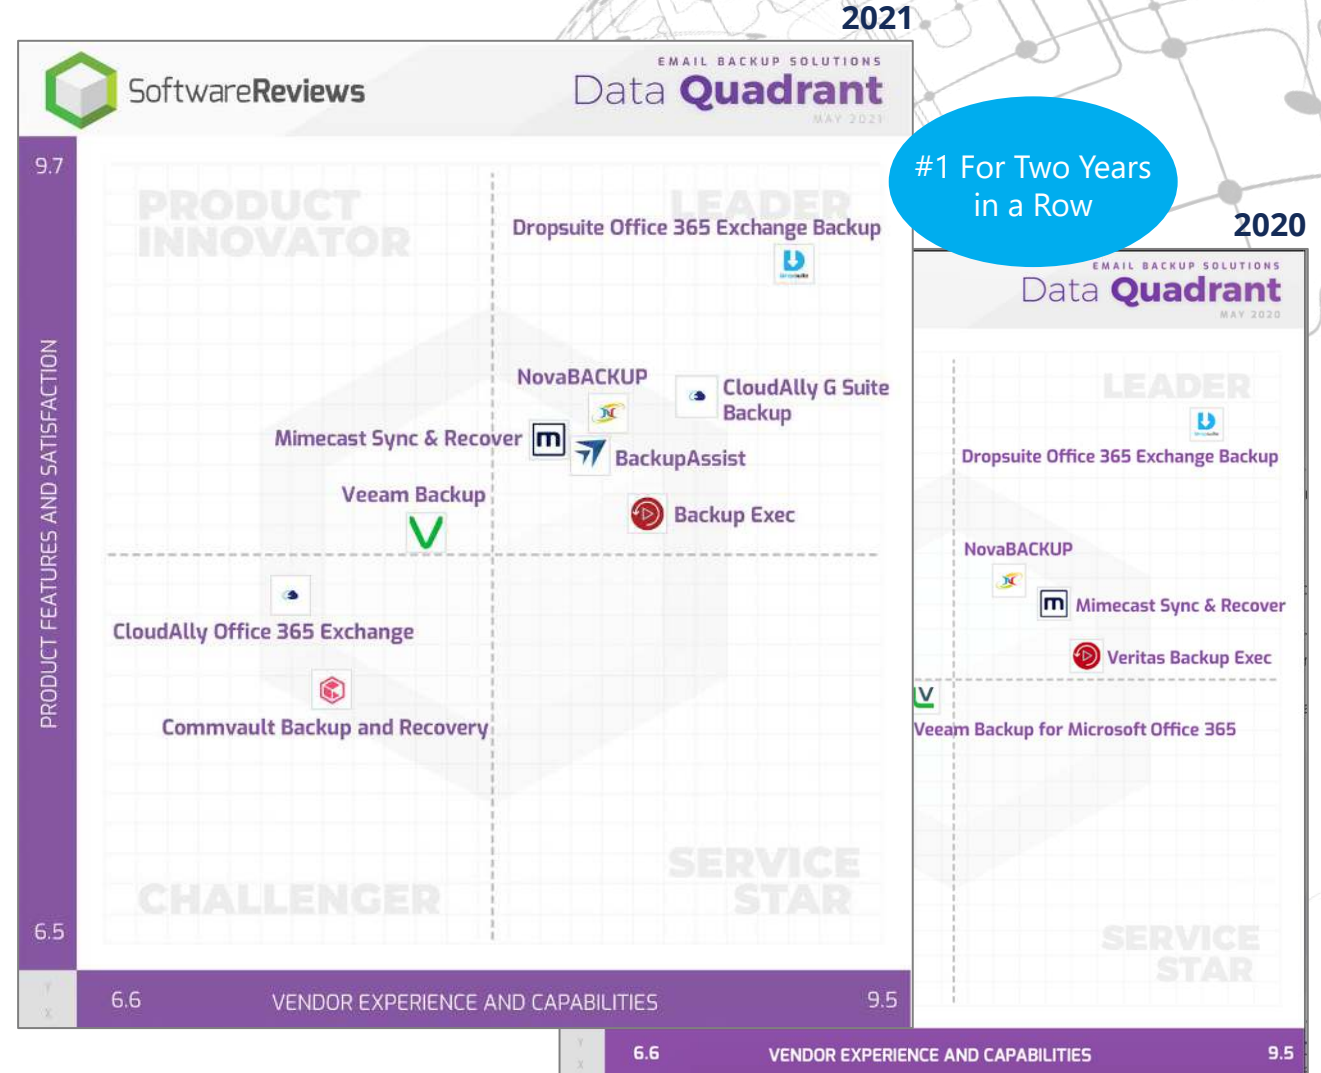 2021
SoftwareReviews
EMAIL BACKUP SOLUTIONS
Data Quadrant
MAY 2021
#1 For Two Years
in a Row
9.7
PRODUCT FEATURES AND SATISFACTION
6.5
PRODUCT
INNOVATOR
LEADER
Dropsuite Office 365 Exchange Backup
dropsuite
NovaBACKUP
CloudAlly G Suite
Backup
Mimecast Sync & Recover
m
BackupAssist
Veeam Backup
Backup Exec
CloudAlly Office 365 Exchange
Commvault Backup and Recovery
CHALLENGER
SERVICE
STAR
Y
X
6.6
VENDOR EXPERIENCE AND CAPABILITIES
9.5
2020
EMAIL BACKUP SOLUTIONS
Data Quadrant
MAY 2020
LEADER
dropsuite
Dropsuite Office 365 Exchange Backup
NovaBACKUP
m
Mimecast Sync & Recover
Veritas Backup Exec
Veeam Backup for Microsoft Office 365
SERVICE
STAR
Y
X
6.6
VENDOR EXPERIENCE AND CAPABILITIES
9.5